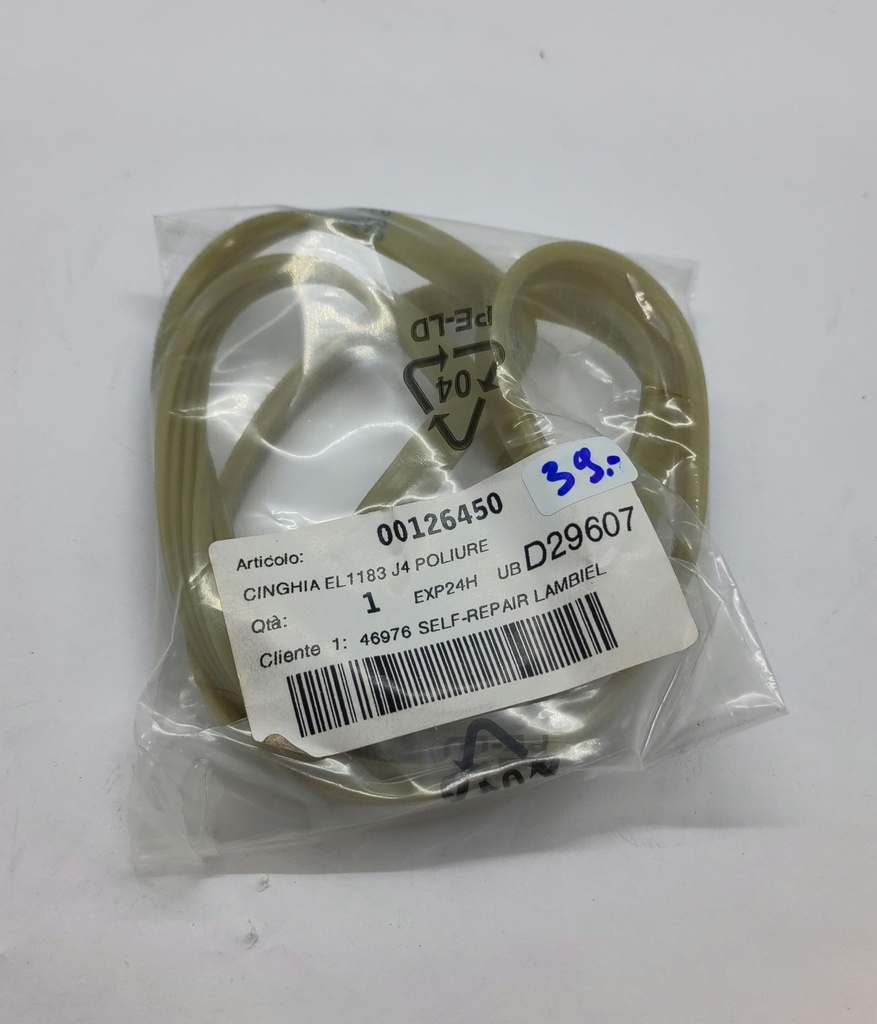 PE-LD
04
39.-
Articolo: 00126450
CINGHIA EL1183 J4 POLIURE
Qtà: 1 EXP24H UB D29607
Cliente 1: 46976 SELF-REPAIR LAMBIEL